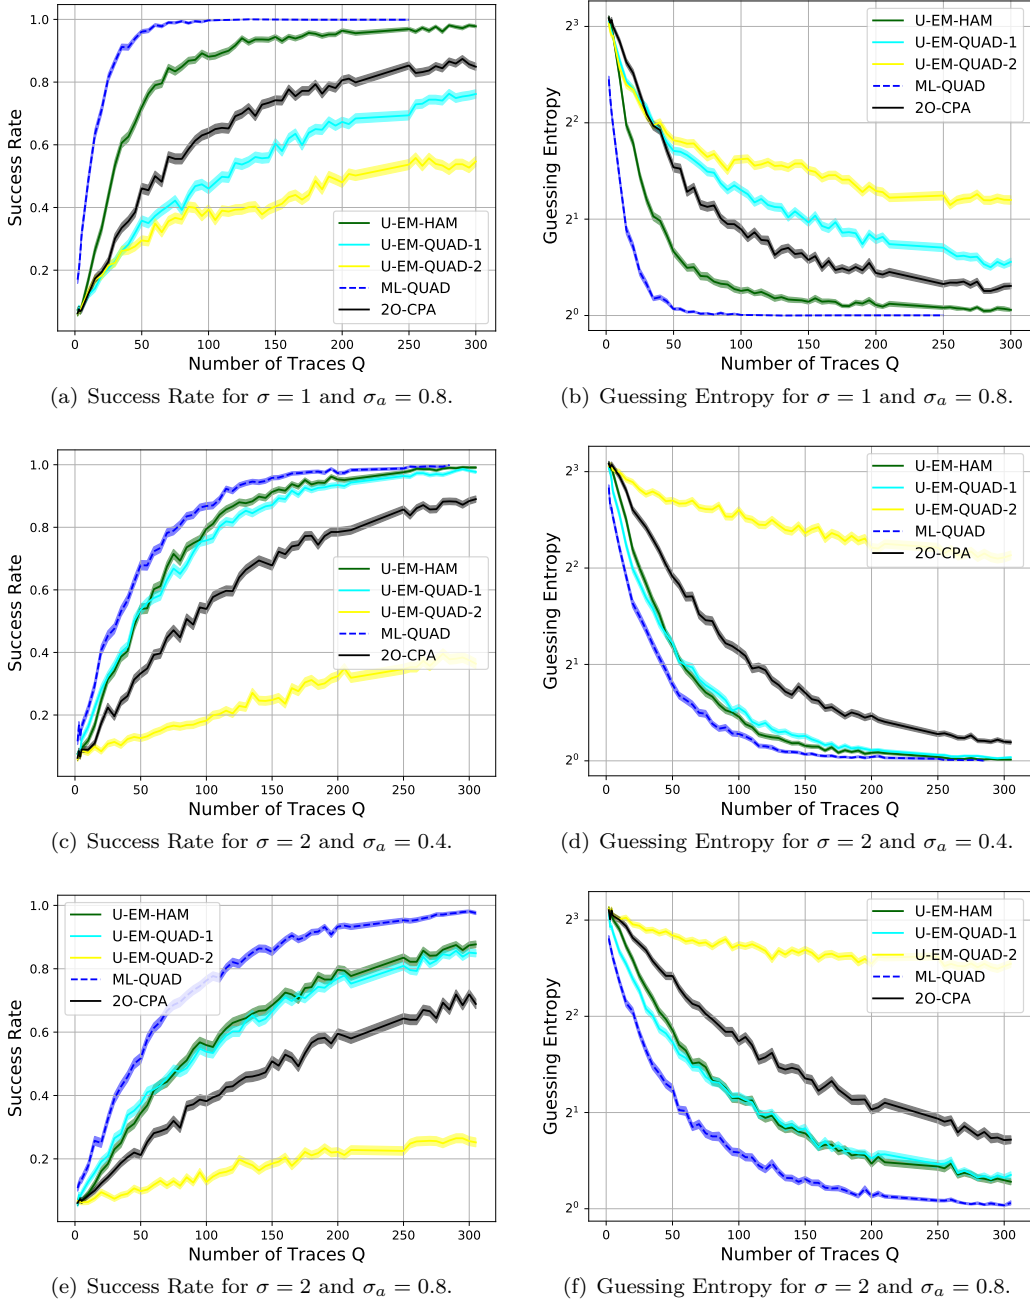 1.0
0.8
0.6
0.4
0.2
Success Rate
U-EM-HAM
U-EM-QUAD-1
U-EM-QUAD-2
ML-QUAD
2O-CPA
0 50 100 150 200 250 300
Number of Traces Q
(a) Success Rate for σ = 1 and σₐ = 0.8.
2³
2²
2¹
2⁰
Guessing Entropy
U-EM-HAM
U-EM-QUAD-1
U-EM-QUAD-2
ML-QUAD
2O-CPA
0 50 100 150 200 250 300
Number of Traces Q
(b) Guessing Entropy for σ = 1 and σₐ = 0.8.
1.0
0.8
0.6
0.4
0.2
Success Rate
U-EM-HAM
U-EM-QUAD-1
U-EM-QUAD-2
ML-QUAD
2O-CPA
0 50 100 150 200 250 300
Number of Traces Q
(c) Success Rate for σ = 2 and σₐ = 0.4.
2³
2²
2¹
2⁰
Guessing Entropy
U-EM-HAM
U-EM-QUAD-1
U-EM-QUAD-2
ML-QUAD
2O-CPA
0 50 100 150 200 250 300
Number of Traces Q
(d) Guessing Entropy for σ = 2 and σₐ = 0.4.
1.0
0.8
0.6
0.4
0.2
Success Rate
U-EM-HAM
U-EM-QUAD-1
U-EM-QUAD-2
ML-QUAD
2O-CPA
0 50 100 150 200 250 300
Number of Traces Q
(e) Success Rate for σ = 2 and σₐ = 0.8.
2³
2²
2¹
2⁰
Guessing Entropy
U-EM-HAM
U-EM-QUAD-1
U-EM-QUAD-2
ML-QUAD
2O-CPA
0 50 100 150 200 250 300
Number of Traces Q
(f) Guessing Entropy for σ = 2 and σₐ = 0.8.